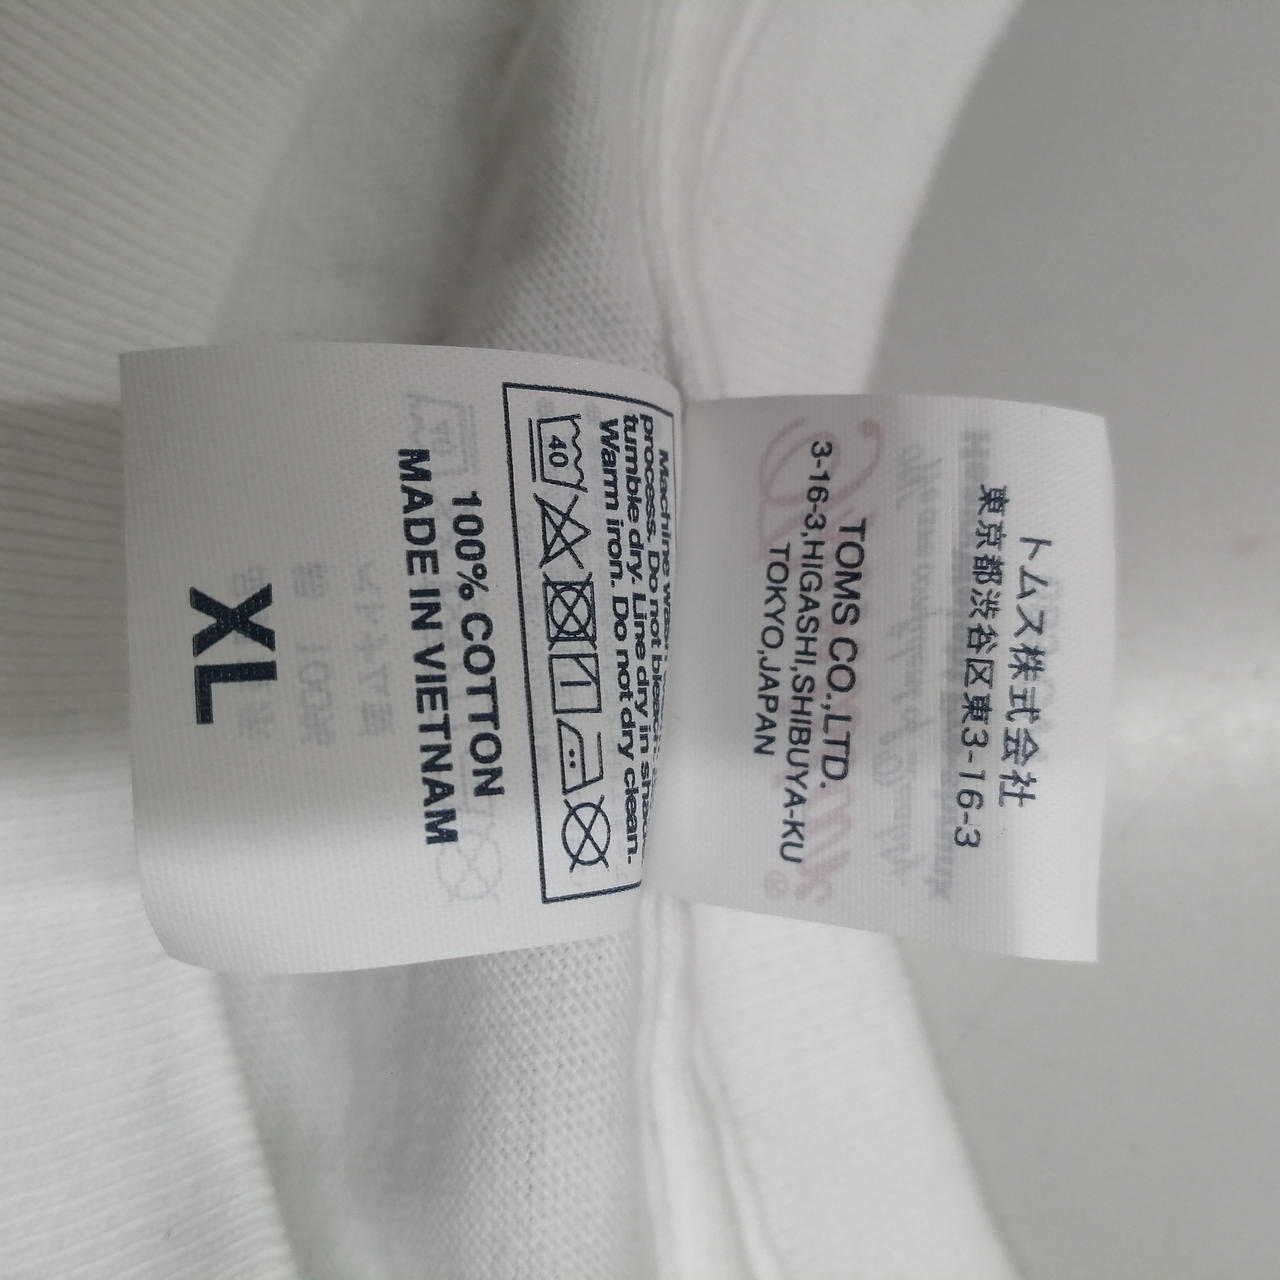 トムス株式会社
東京都渋谷区東3-16-3
TOMS CO.,LTD.
3-16-3,HIGASHI,SHIBUYA-KU
TOKYO,JAPAN
Machine
process. Do not bleach.
tumble dry. Line dry in
Warm iron. Do not dry clean.
40
100% COTTON
MADE IN VIETNAM
XL